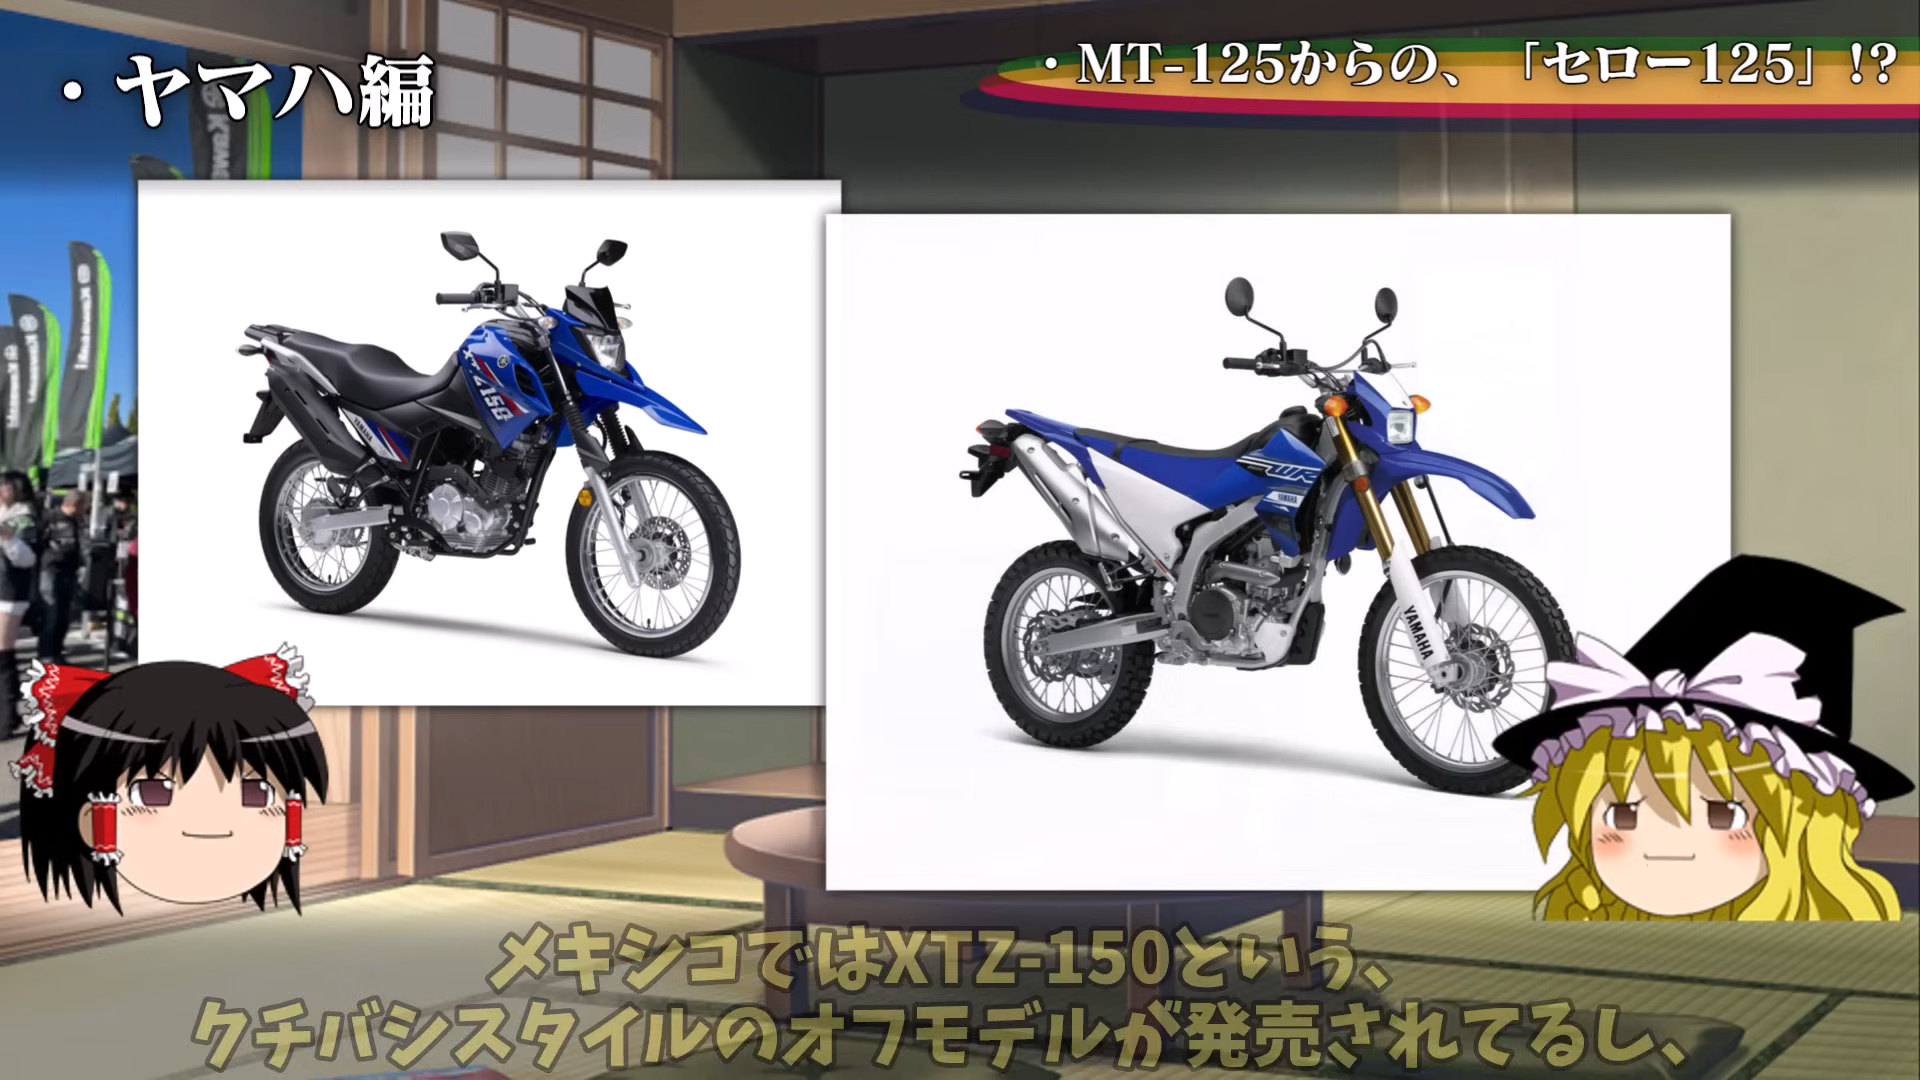 ・ヤマハ編
・MT-125からの、「セロー125」!?
Kawasaki
Kawasaki
XTZ150
YAMAHA
WR
YAMAHA
YAMAHA
メキシコではXTZ-150という、
クチバシスタイルのオフモデルが発売されてるし、